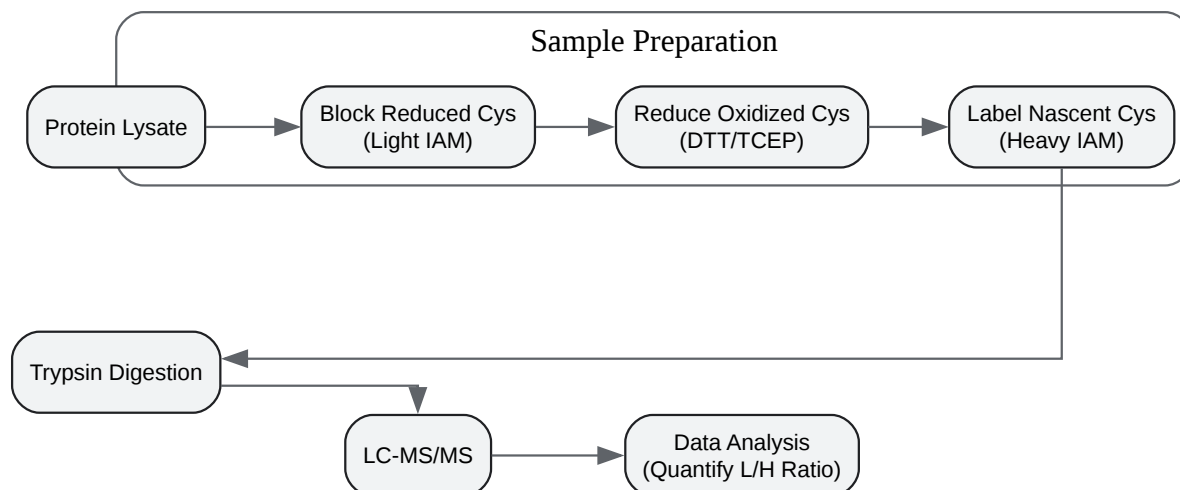 Sample Preparation
Protein Lysate
Block Reduced Cys
(Light IAM)
Reduce Oxidized Cys
(DTT/TCEP)
Label Nascent Cys
(Heavy IAM)
Trypsin Digestion
LC-MS/MS
Data Analysis
(Quantify L/H Ratio)